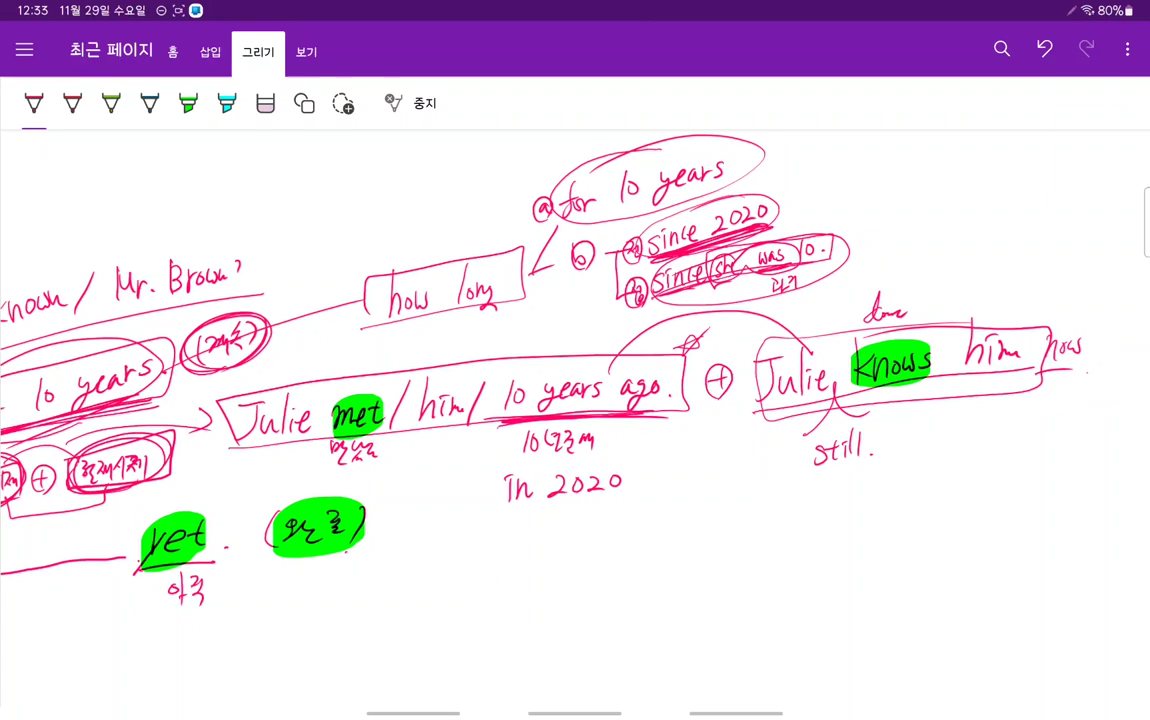 12:33 11월 29일 수요일 80%
최근 페이지 홈 삽입 그리기 보기
중지
ⓐ for 10 years
ⓑ since 2020
since she was 10.
과거
known / Mr. Brown?
how long
10 years. (계속)
Julie met / him / 10 years ago. + Julie knows him now
만났다
10년전에
still.
+ 현재시제
in 2020
yet. (완료)
아직